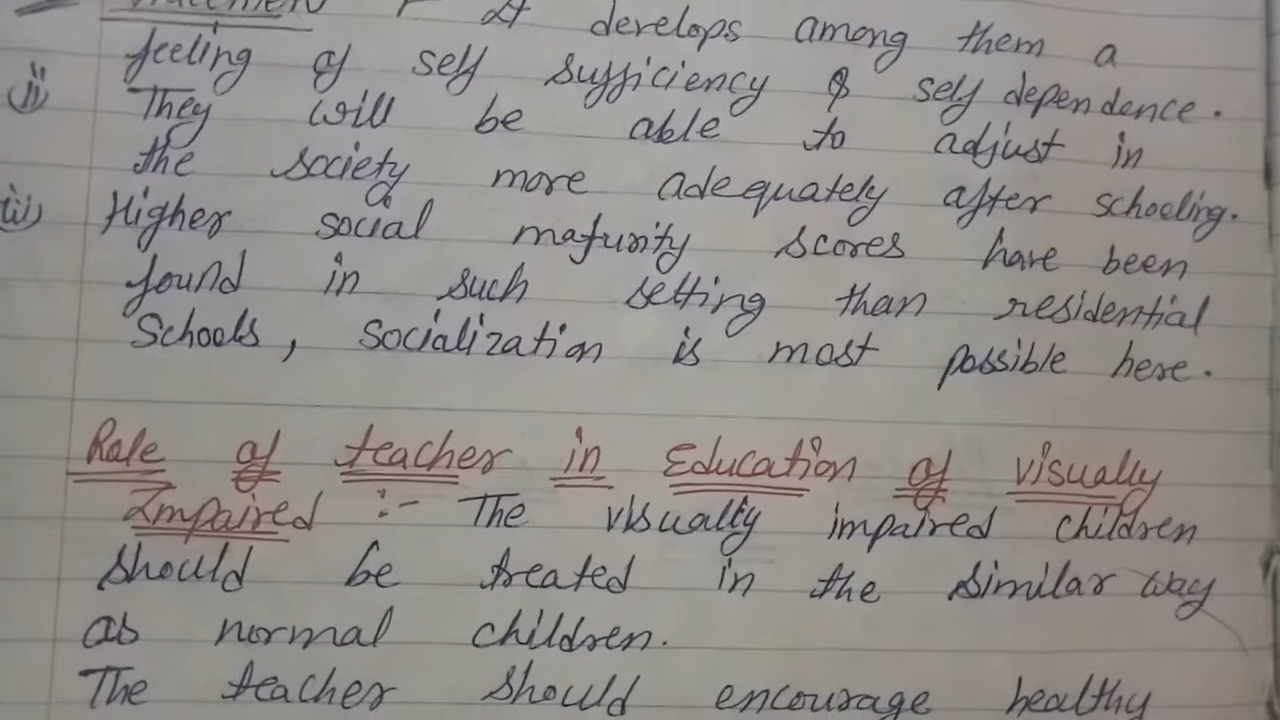 It develops among them a
feeling of self sufficiency & self dependence.
ii) They will be able to adjust in
the society more adequately after schooling.
iii) Higher social maturity scores have been
found in such setting than residential
Schools, socialization is most possible here.
Role of teacher in Education of visually
Impaired :- The visually impaired children
should be treated in the similar way
as normal children.
The teacher should encourage healthy